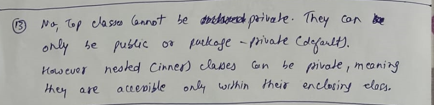 (13) No, Top classes cannot be private. They can
only be public or package-private (default).
However nested (inner) classes can be private, meaning
they are accessible only within their enclosing class.